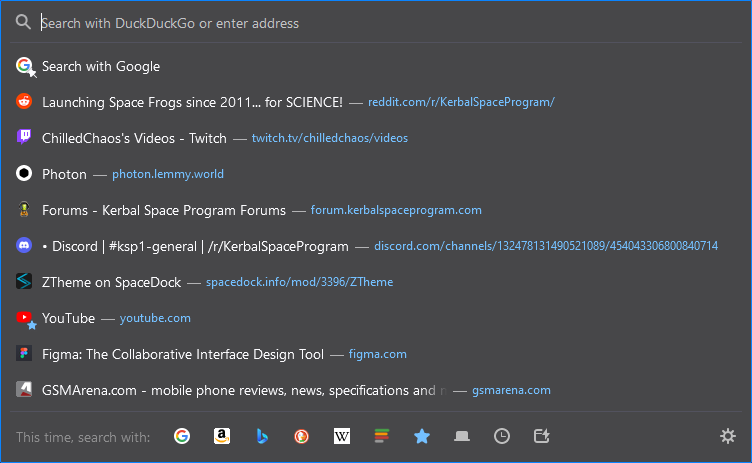 Search with DuckDuckGo or enter address
Search with Google
Launching Space Frogs since 2011... for SCIENCE! — reddit.com/r/KerbalSpaceProgram/
ChilledChaos's Videos - Twitch — twitch.tv/chilledchaos/videos
Photon — photon.lemmy.world
Forums - Kerbal Space Program Forums — forum.kerbalspaceprogram.com
• Discord | #ksp1-general | /r/KerbalSpaceProgram — discord.com/channels/132478131490521089/454043306800840714
ZTheme on SpaceDock — spacedock.info/mod/3396/ZTheme
YouTube — youtube.com
Figma: The Collaborative Interface Design Tool — figma.com
GSMArena.com - mobile phone reviews, news, specifications and — gsmarena.com
This time, search with: